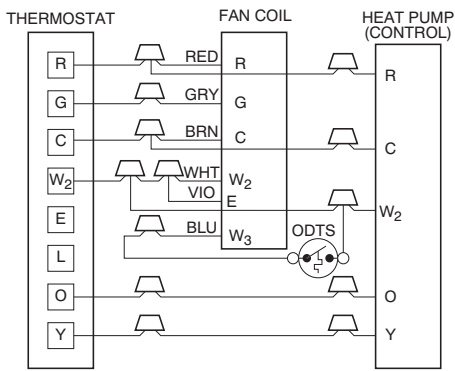 THERMOSTAT
FAN COIL
HEAT PUMP
(CONTROL)
R
RED
R
R
G
GRY
G
C
BRN
C
C
W2
WHT
W2
VIO
E
W2
E
BLU
W3
ODTS
L
O
O
Y
Y